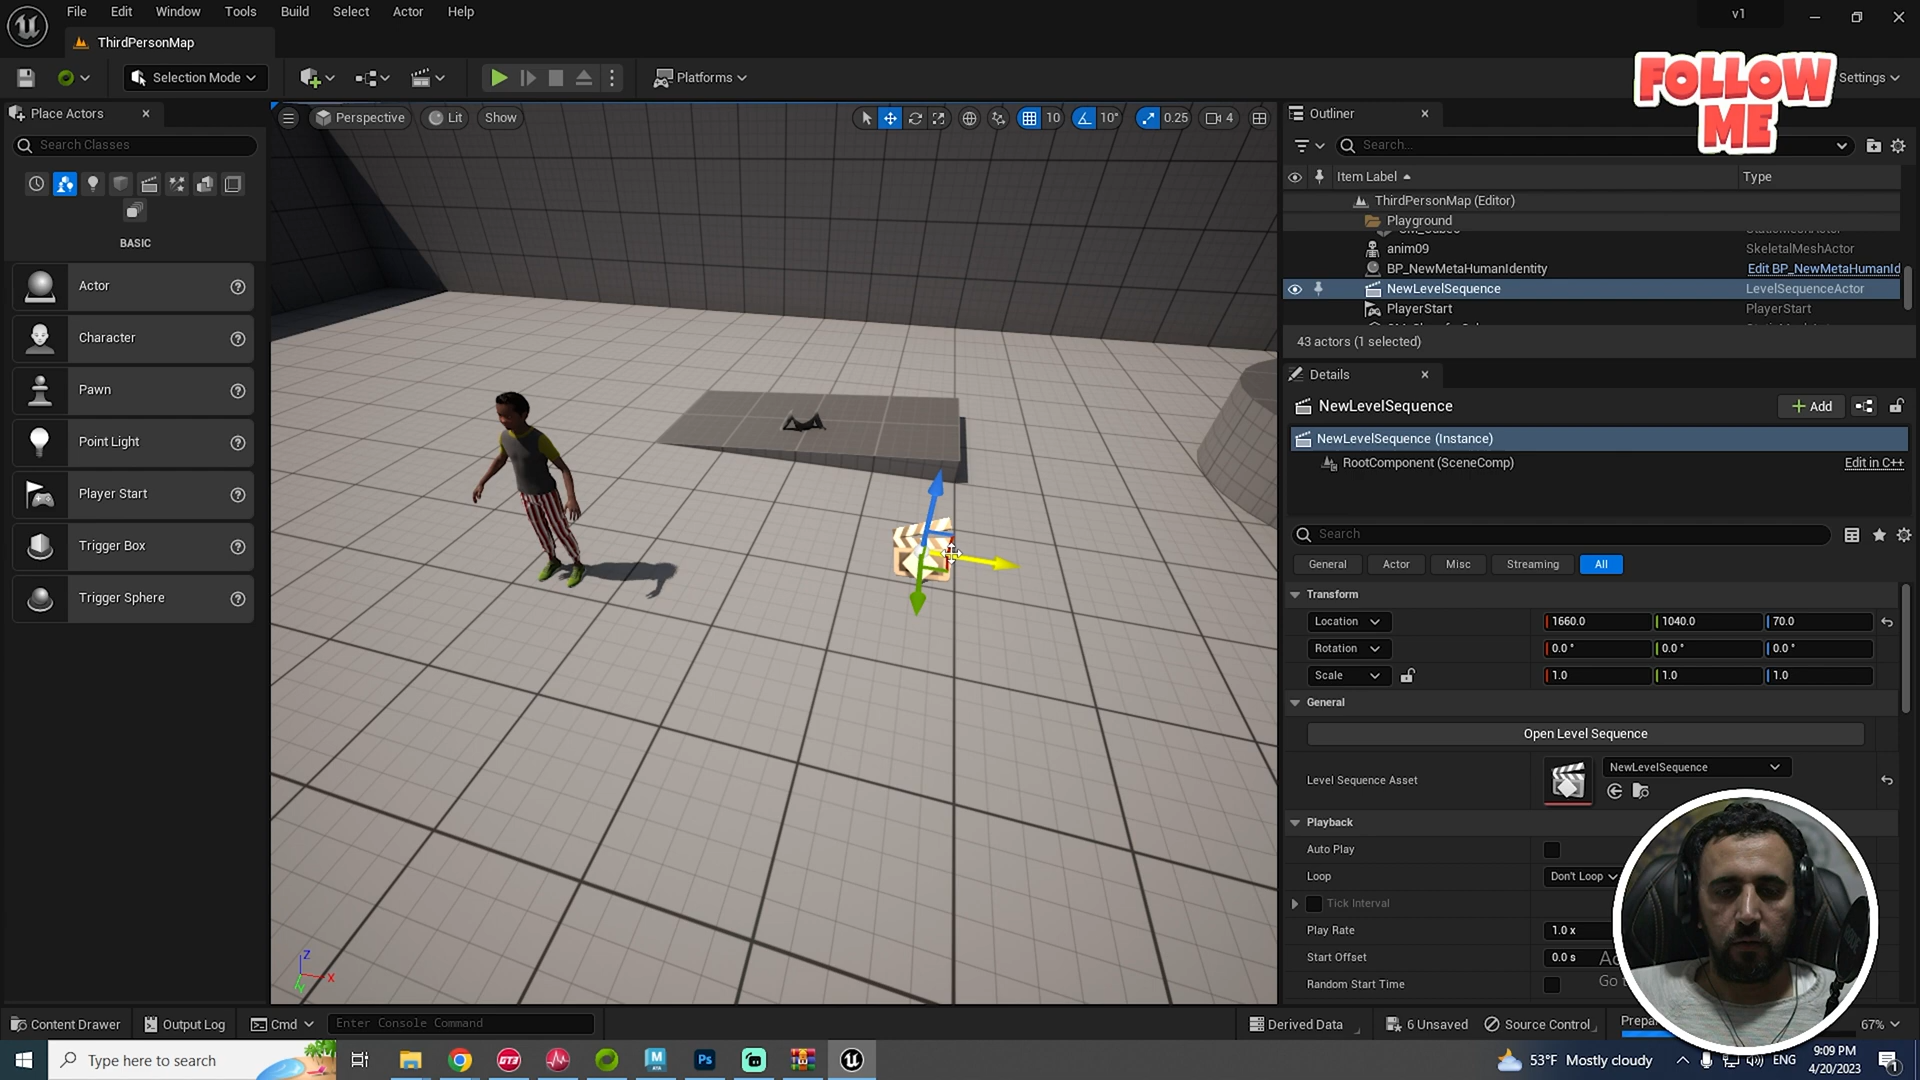 File Edit Window Tools Build Select Actor Help
v1
ThirdPersonMap
Selection Mode
Platforms
Settings
FOLLOW
ME
Place Actors
Search Classes
BASIC
Actor
Character
Pawn
Point Light
Player Start
Trigger Box
Trigger Sphere
Perspective Lit Show
10 10° 0.25 4
Outliner
Search...
Item Label Type
ThirdPersonMap (Editor)
Playground
anim09 SkeletalMeshActor
BP_NewMetaHumanIdentity Edit BP_NewMetaHumanId
NewLevelSequence LevelSequenceActor
PlayerStart PlayerStart
43 actors (1 selected)
Details
NewLevelSequence
Add
NewLevelSequence (Instance)
RootComponent (SceneComp) Edit in C++
Search
General Actor Misc Streaming All
Transform
Location 1660.0 1040.0 70.0
Rotation 0.0° 0.0° 0.0°
Scale 1.0 1.0 1.0
General
Open Level Sequence
Level Sequence Asset NewLevelSequence
Playback
Auto Play
Loop Don't Loop
Tick Interval
Play Rate 1.0 x
Start Offset 0.0 s
Random Start Time
Z
X
Y
Content Drawer Output Log Cmd Enter Console Command
Derived Data 6 Unsaved Source Control 67%
Type here to search
GT3
M
Ps
53°F Mostly cloudy ENG
9:09 PM
4/20/2023
1